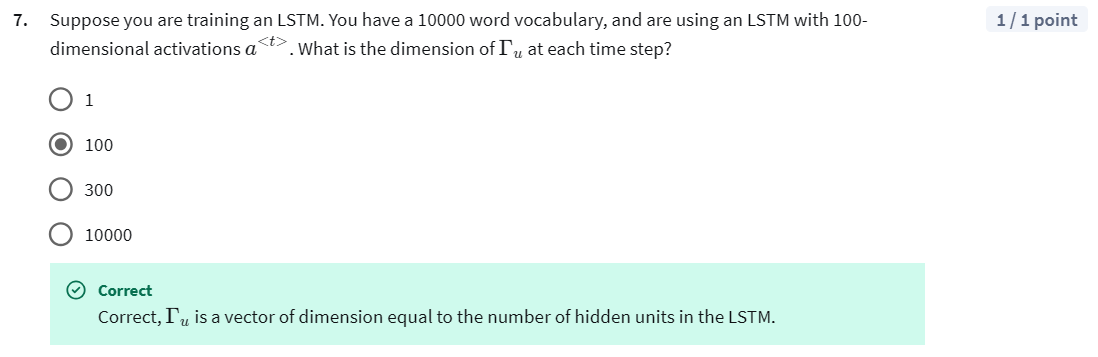 7. Suppose you are training an LSTM. You have a 10000 word vocabulary, and are using an LSTM with 100- 1 / 1 point
dimensional activations a^{<t>}. What is the dimension of Γ_u at each time step?
1
100
300
10000
Correct
Correct, Γ_u is a vector of dimension equal to the number of hidden units in the LSTM.